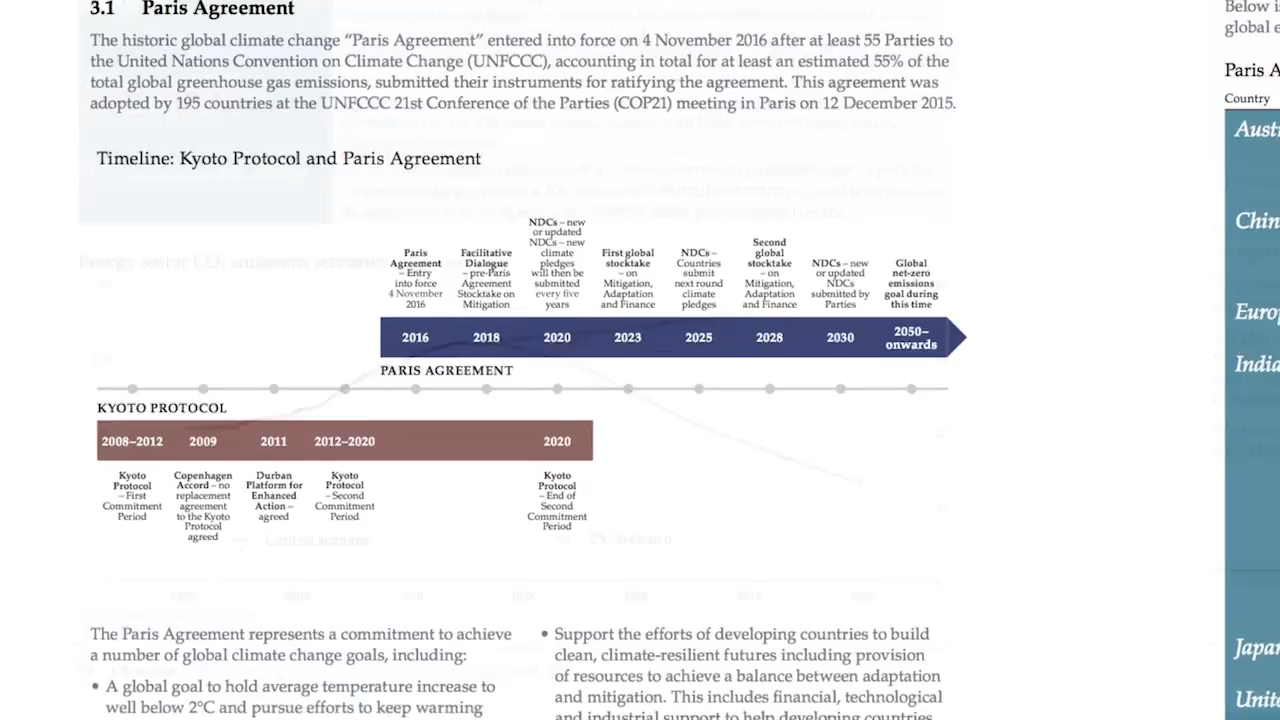 3.1 Paris Agreement
The historic global climate change “Paris Agreement” entered into force on 4 November 2016 after at least 55 Parties to
the United Nations Convention on Climate Change (UNFCCC), accounting in total for at least an estimated 55% of the
total global greenhouse gas emissions, submitted their instruments for ratifying the agreement. This agreement was
adopted by 195 countries at the UNFCCC 21st Conference of the Parties (COP21) meeting in Paris on 12 December 2015.
Timeline: Kyoto Protocol and Paris Agreement
Paris
Agreement
– Entry
into force
4 November
2016
Facilitative
Dialogue
– pre-Paris
Agreement
Stocktake on
Mitigation
NDCs – new
or updated
NDCs – new
climate
pledges
will then be
submitted
every five
years
First global
stocktake
– on
Mitigation,
Adaptation
and Finance
NDCs –
Countries
submit
next round
climate
pledges
Second
global
stocktake
– on
Mitigation,
Adaptation
and Finance
NDCs – new
or updated
NDCs
submitted by
Parties
Global
net-zero
emissions
goal during
this time
2016 2018 2020 2023 2025 2028 2030 2050–
onwards
PARIS AGREEMENT
KYOTO PROTOCOL
2008–2012 2009 2011 2012–2020 2020
Kyoto
Protocol
– First
Commitment
Period
Copenhagen
Accord – no
replacement
agreement
to the Kyoto
Protocol
agreed
Durban
Platform for
Enhanced
Action –
agreed
Kyoto
Protocol
– Second
Commitment
Period
Kyoto
Protocol
– End of
Second
Commitment
Period
The Paris Agreement represents a commitment to achieve
a number of global climate change goals, including:
• A global goal to hold average temperature increase to
well below 2°C and pursue efforts to keep warming
• Support the efforts of developing countries to build
clean, climate-resilient futures including provision
of resources to achieve a balance between adaptation
and mitigation. This includes financial, technological
and industrial support to help developing countries
Below i
global e
Paris A
Country
Austr
Chin
Europ
India
Japan
Unite